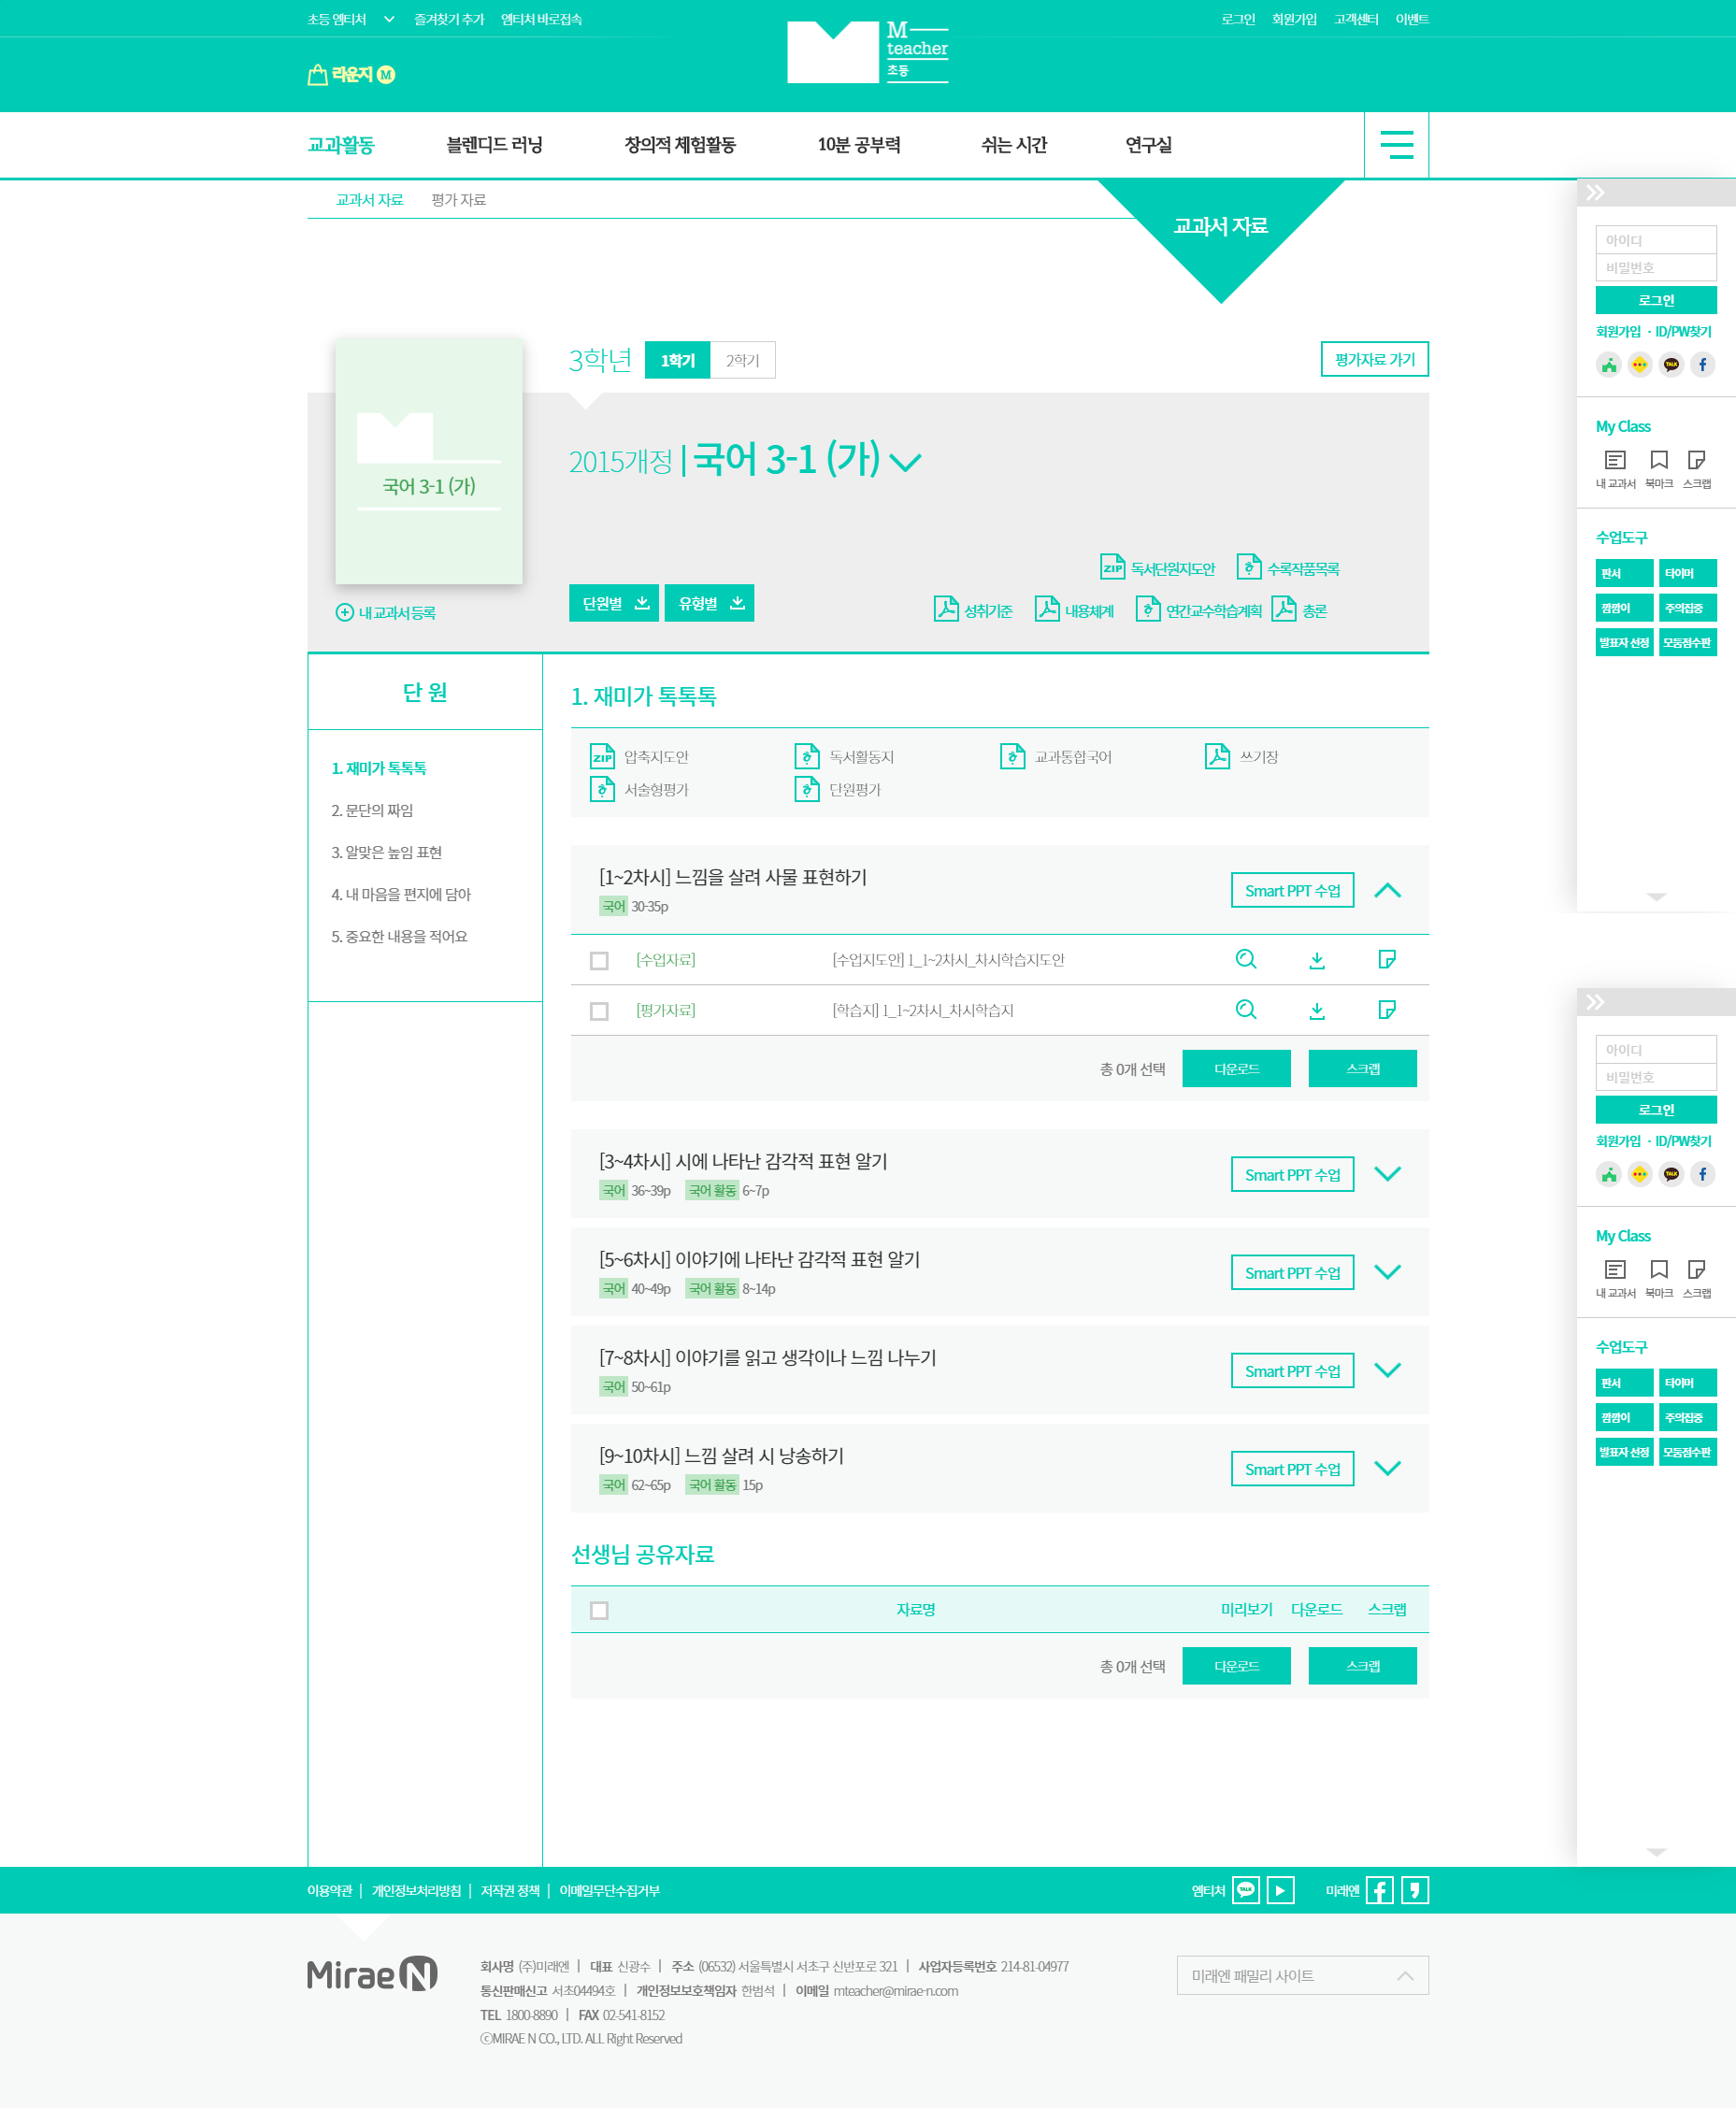 초등 엠티처 즐겨찾기 추가 엠티처 바로접속 로그인 회원가입 고객센터 이벤트
M
teacher
초등
라운지 M
교과활동 블렌디드 러닝 창의적 체험활동 10분 공부력 쉬는 시간 연구실
교과서 자료 평가 자료
교과서 자료
3학년 1학기 2학기 평가자료 가기
국어 3-1 (가)
2015개정 | 국어 3-1 (가)
ZIP 독서단원지도안 수록작품목록
단원별 유형별
성취기준 내용체계 연간교수학습계획 총론
내 교과서 등록
단 원
1. 재미가 톡톡톡
2. 문단의 짜임
3. 알맞은 높임 표현
4. 내 마음을 편지에 담아
5. 중요한 내용을 적어요
1. 재미가 톡톡톡
ZIP 압축지도안 독서활동지 교과통합국어 쓰기장
서술형평가 단원평가
[1~2차시] 느낌을 살려 사물 표현하기
국어 30-35p
Smart PPT 수업
[수업자료] [수업지도안] 1_1~2차시_차시학습지도안
[평가자료] [학습지] 1_1~2차시_차시학습지
총 0개 선택 다운로드 스크랩
[3~4차시] 시에 나타난 감각적 표현 알기
국어 36~39p 국어 활동 6~7p
Smart PPT 수업
[5~6차시] 이야기에 나타난 감각적 표현 알기
국어 40~49p 국어 활동 8~14p
Smart PPT 수업
[7~8차시] 이야기를 읽고 생각이나 느낌 나누기
국어 50~61p
Smart PPT 수업
[9~10차시] 느낌 살려 시 낭송하기
국어 62~65p 국어 활동 15p
Smart PPT 수업
선생님 공유자료
자료명 미리보기 다운로드 스크랩
총 0개 선택 다운로드 스크랩
아이디
비밀번호
로그인
회원가입 · ID/PW찾기
TALK
My Class
내 교과서 북마크 스크랩
수업도구
판서 타이머
깜깜이 주의집중
발표자 선정 모둠점수판
아이디
비밀번호
로그인
회원가입 · ID/PW찾기
TALK
My Class
내 교과서 북마크 스크랩
수업도구
판서 타이머
깜깜이 주의집중
발표자 선정 모둠점수판
이용약관 | 개인정보처리방침 | 저작권 정책 | 이메일무단수집거부 엠티처 TALK 미래엔
Mirae N
회사명 (주)미래엔 | 대표 신광수 | 주소 (06532) 서울특별시 서초구 신반포로 321 | 사업자등록번호 214-81-04977
통신판매신고 서초04494호 | 개인정보보호책임자 한범석 | 이메일 mteacher@mirae-n.com
TEL 1800-8890 | FAX 02-541-8152
ⓒMIRAE N CO., LTD. ALL Right Reserved
미래엔 패밀리 사이트